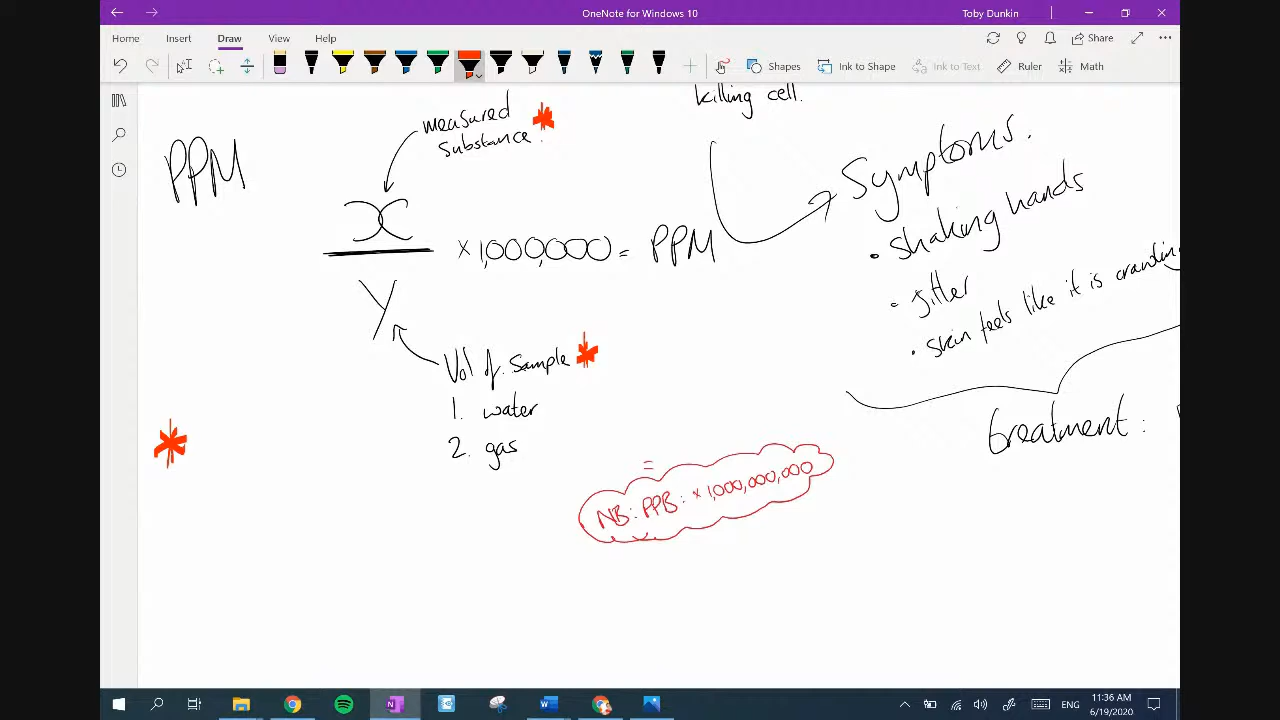 OneNote for Windows 10
Toby Dunkin
Home
Insert
Draw
View
Help
Share
Shapes
Ink to Shape
Ink to Text
Ruler
Math
killing cell.
PPM
measured
substance.
x
y
× 1,000,000 = PPM
Vol of. Sample
1. water
2. gas
=
NB: PPB: × 1,000,000,000
Symptoms.
• shaking hands
• jitter
• skin feels like it is
treatment:
ENG
11:36 AM
6/19/2020